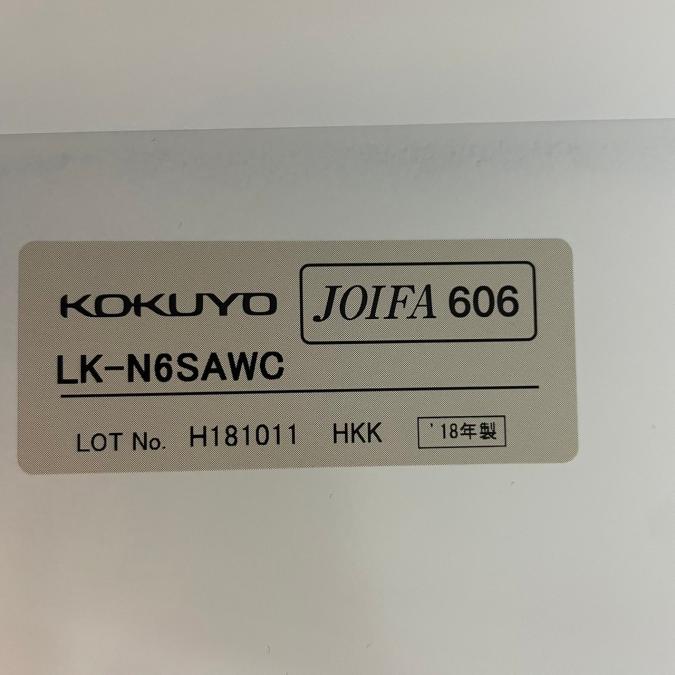 KOKUYO JOIFA 606
LK-N6SAWC
LOT No. H181011 HKK '18年製